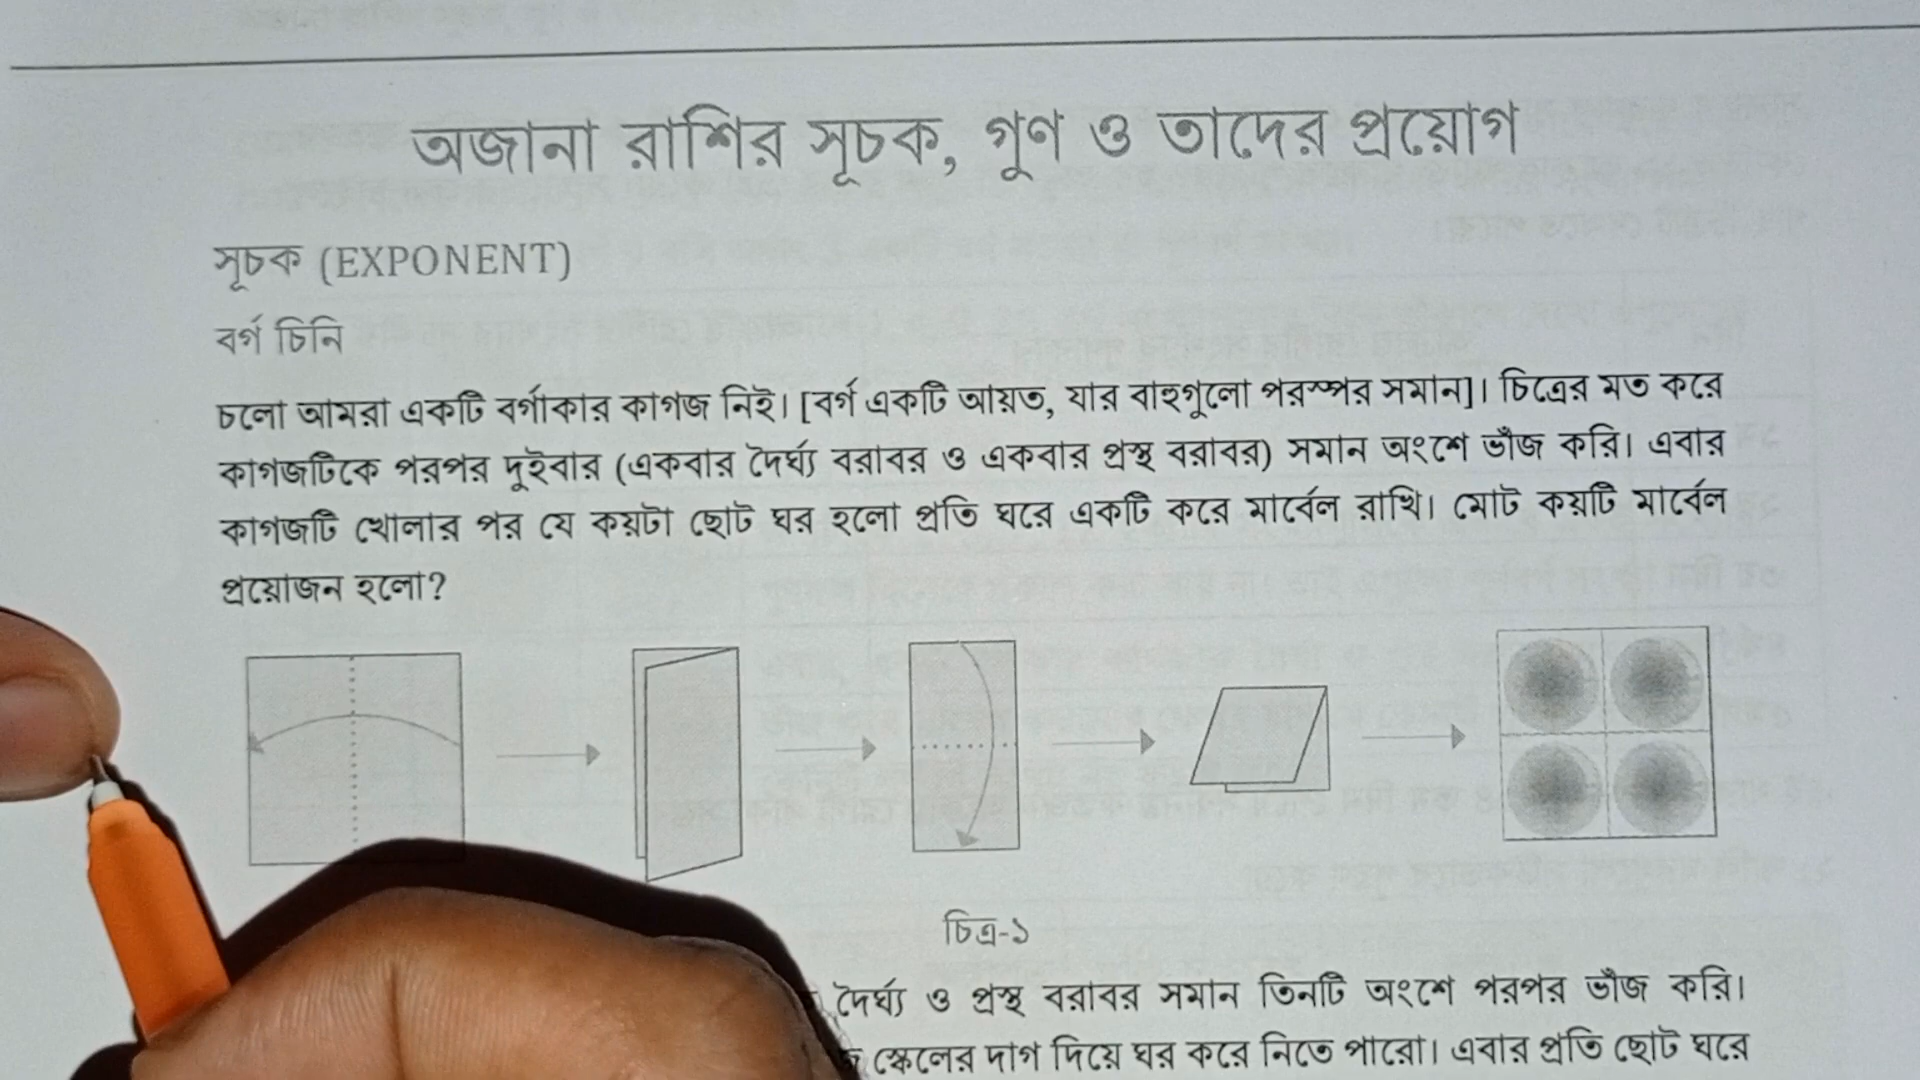 অজানা রাশির সূচক, গুণ ও তাদের প্রয়োগ
সূচক (EXPONENT)
বর্গ চিনি
চলো আমরা একটি বর্গাকার কাগজ নিই। [বর্গ একটি আয়ত, যার বাহুগুলো পরস্পর সমান]। চিত্রের মত করে
কাগজটিকে পরপর দুইবার (একবার দৈর্ঘ্য বরাবর ও একবার প্রস্থ বরাবর) সমান অংশে ভাঁজ করি। এবার
কাগজটি খোলার পর যে কয়টা ছোট ঘর হলো প্রতি ঘরে একটি করে মার্বেল রাখি। মোট কয়টি মার্বেল
প্রয়োজন হলো?
চিত্র-১
দৈর্ঘ্য ও প্রস্থ বরাবর সমান তিনটি অংশে পরপর ভাঁজ করি।
স্কেলের দাগ দিয়ে ঘর করে নিতে পারো। এবার প্রতি ছোট ঘরে